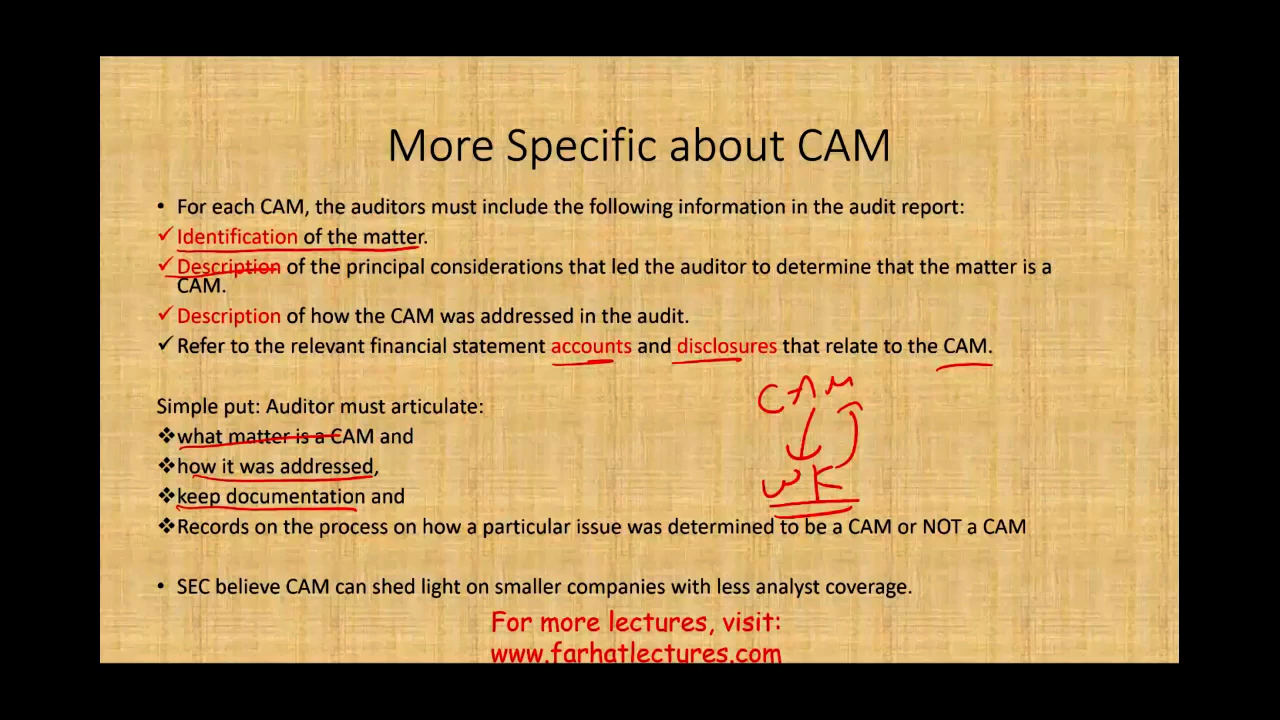 More Specific about CAM
• For each CAM, the auditors must include the following information in the audit report:
✓ Identification of the matter.
✓ Description of the principal considerations that led the auditor to determine that the matter is a
CAM.
✓ Description of how the CAM was addressed in the audit.
✓ Refer to the relevant financial statement accounts and disclosures that relate to the CAM.
CAM
Simple put: Auditor must articulate:
❖ what matter is a CAM and
❖ how it was addressed,
WK
❖ keep documentation and
❖ Records on the process on how a particular issue was determined to be a CAM or NOT a CAM
• SEC believe CAM can shed light on smaller companies with less analyst coverage.
For more lectures, visit:
www.farhatlectures.com